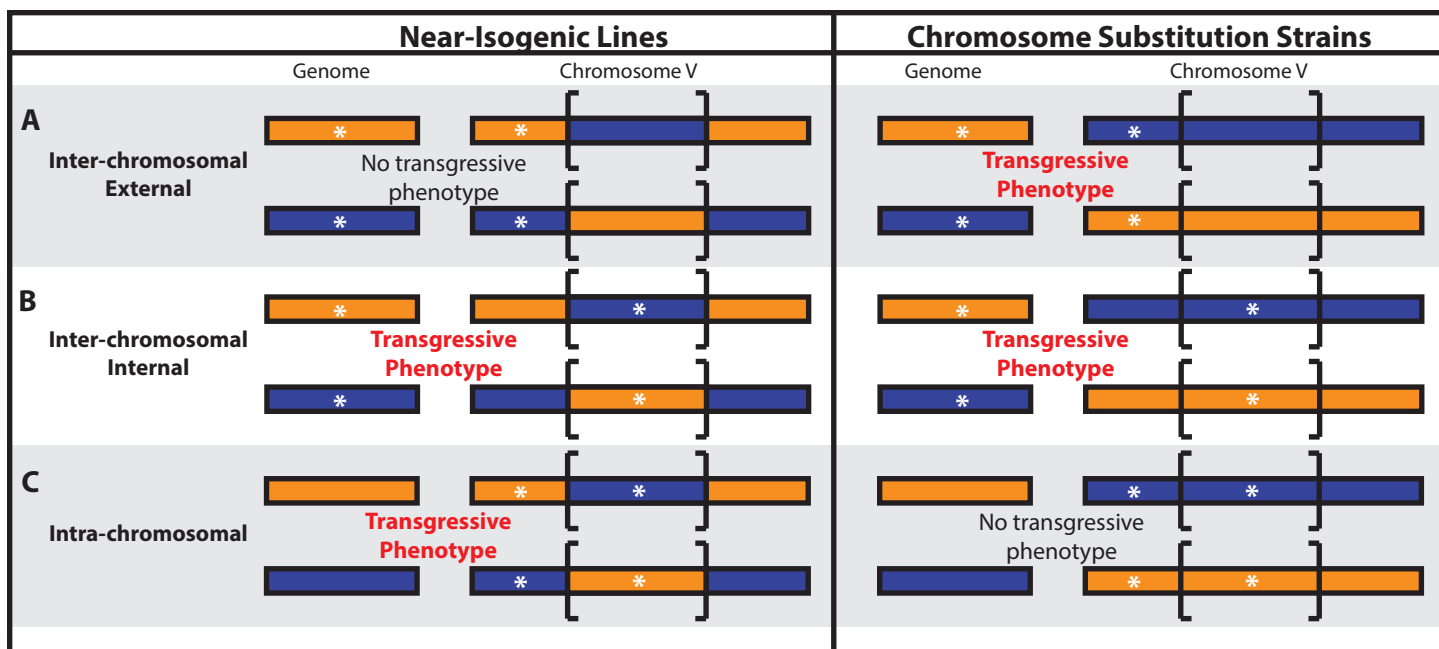 Near-Isogenic Lines
Chromosome Substitution Strains
Genome
Chromosome V
Genome
Chromosome V
A
Inter-chromosomal
External
*
*
*
*
No transgressive
phenotype
*
*
*
*
Transgressive
Phenotype
B
Inter-chromosomal
Internal
*
*
*
*
Transgressive
Phenotype
*
*
*
*
Transgressive
Phenotype
C
Intra-chromosomal
*
*
*
*
Transgressive
Phenotype
*
*
*
*
No transgressive
phenotype